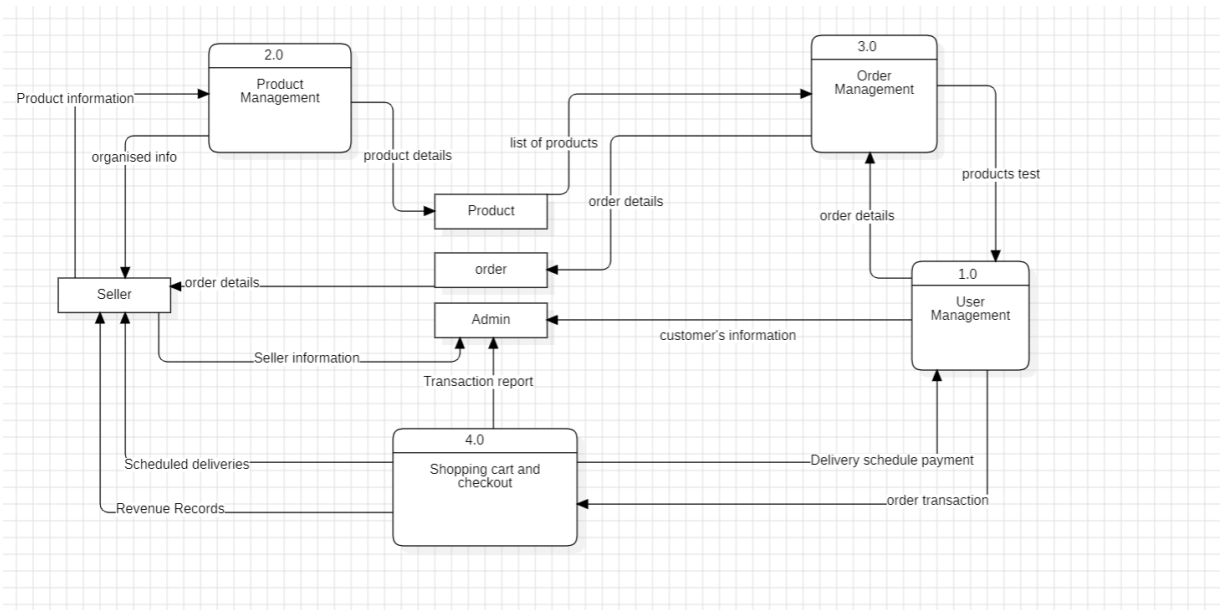 2.0
Product
Management
3.0
Order
Management
Product information
organised info
product details
list of products
products test
order details
order details
Product
order
order details
Seller
Admin
1.0
User
Management
customer's information
Seller information
Transaction report
4.0
Shopping cart and
checkout
Scheduled deliveries
Delivery schedule payment
Revenue Records
order transaction